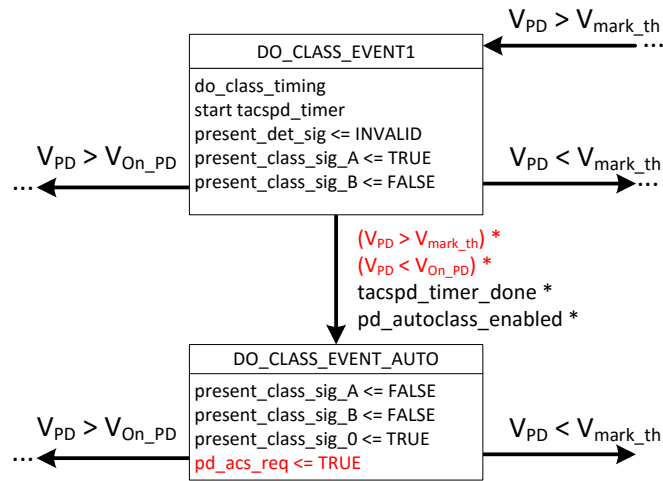 V_PD > V_mark_th
...
DO_CLASS_EVENT1
do_class_timing
start tacspd_timer
present_det_sig <= INVALID
present_class_sig_A <= TRUE
present_class_sig_B <= FALSE
V_PD > V_On_PD
...
V_PD < V_mark_th
...
(V_PD > V_mark_th) *
(V_PD < V_On_PD) *
tacspd_timer_done *
pd_autoclass_enabled *
DO_CLASS_EVENT_AUTO
present_class_sig_A <= FALSE
present_class_sig_B <= FALSE
present_class_sig_0 <= TRUE
pd_acs_req <= TRUE
V_PD > V_On_PD
...
V_PD < V_mark_th